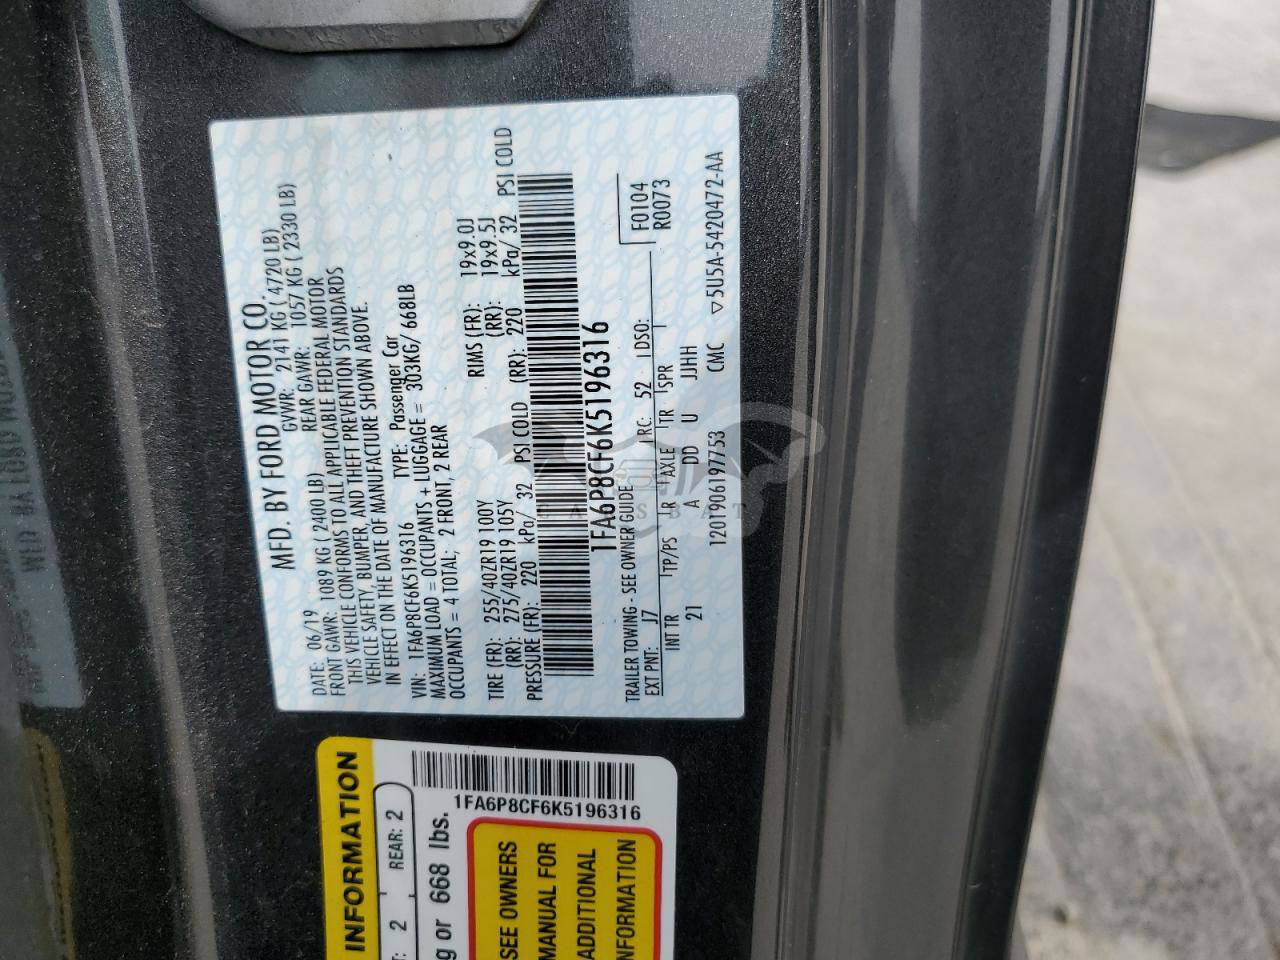 MFD. BY FORD MOTOR CO.
DATE: 06/19 GVWR: 2141 KG ( 4720 LB)
FRONT GAWR: 1089 KG (2400 LB) REAR GAWR: 1057 KG ( 2330 LB)
THIS VEHICLE CONFORMS TO ALL APPLICABLE FEDERAL MOTOR
VEHICLE SAFETY, BUMPER, AND THEFT PREVENTION STANDARDS
IN EFFECT ON THE DATE OF MANUFACTURE SHOWN ABOVE.
VIN: 1FA6P8CF6K5196316 TYPE: Passenger Car
MAXIMUM LOAD = OCCUPANTS + LUGGAGE = 303KG/ 668LB
OCCUPANTS = 4 TOTAL; 2 FRONT, 2 REAR
TIRE (FR): 255/40ZR19 100Y RIMS (FR): 19x9.0J
(RR): 275/40ZR19 105Y (RR): 19x9.5J
PRESSURE (FR): 220 kPa/ 32 PSI COLD (RR): 220 kPa/ 32 PSI COLD
1FA6P8CF6K5196316
TRAILER TOWING - SEE OWNER GUIDE
F0104
R0073
EXT PNT: J7 RC: 52 DSO:
INT TR TP/PS R AXLE TR SPR
21 A DD U JJHH
1201906197753 CMC ▽5U5A-5420472-AA
CARSBAT
INFORMATION
2 REAR: 2
or 668 lbs.
1FA6P8CF6K5196316
SEE OWNERS
MANUAL FOR
ADDITIONAL
INFORMATION